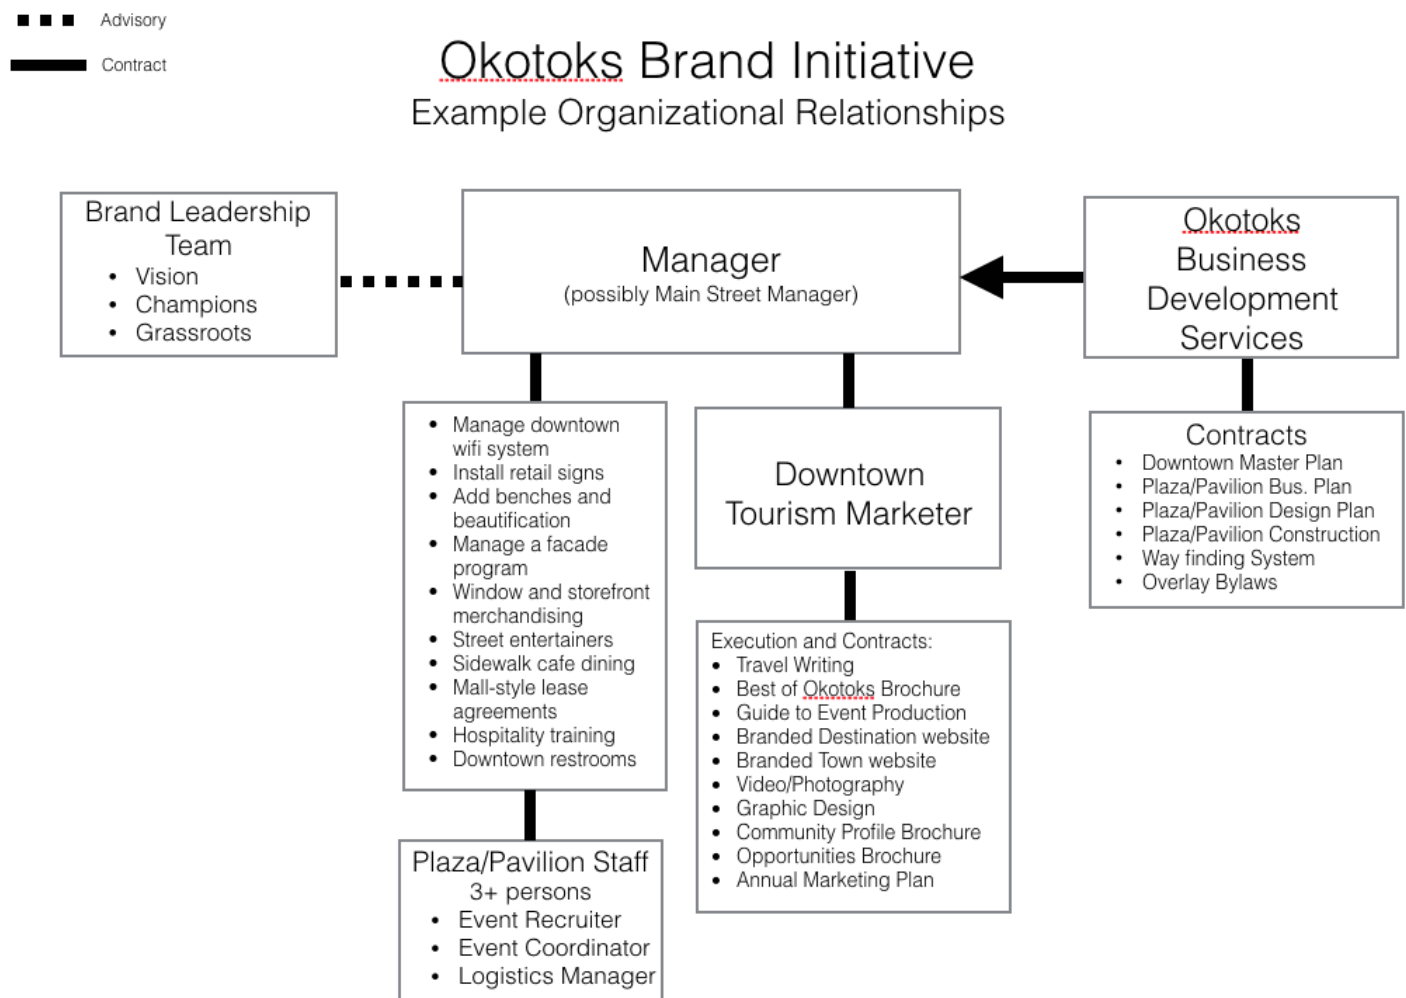 Advisory
Contract
Okotoks Brand Initiative
Example Organizational Relationships
Brand Leadership
Team
• Vision
• Champions
• Grassroots
Manager
(possibly Main Street Manager)
Okotoks
Business
Development
Services
• Manage downtown
wifi system
• Install retail signs
• Add benches and
beautification
• Manage a facade
program
• Window and storefront
merchandising
• Street entertainers
• Sidewalk cafe dining
• Mall-style lease
agreements
• Hospitality training
• Downtown restrooms
Downtown
Tourism Marketer
Contracts
• Downtown Master Plan
• Plaza/Pavilion Bus. Plan
• Plaza/Pavilion Design Plan
• Plaza/Pavilion Construction
• Way finding System
• Overlay Bylaws
Execution and Contracts:
• Travel Writing
• Best of Okotoks Brochure
• Guide to Event Production
• Branded Destination website
• Branded Town website
• Video/Photography
• Graphic Design
• Community Profile Brochure
• Opportunities Brochure
• Annual Marketing Plan
Plaza/Pavilion Staff
3+ persons
• Event Recruiter
• Event Coordinator
• Logistics Manager